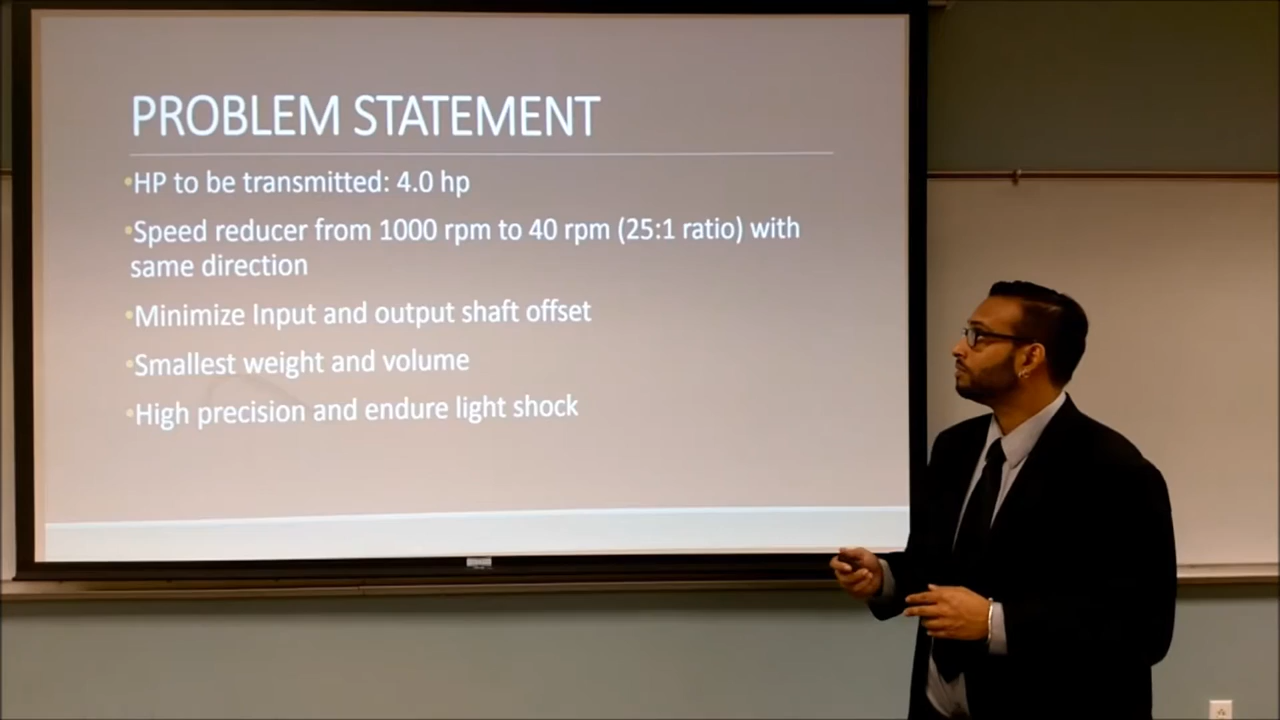 PROBLEM STATEMENT
•HP to be transmitted: 4.0 hp
•Speed reducer from 1000 rpm to 40 rpm (25:1 ratio) with
same direction
•Minimize Input and output shaft offset
•Smallest weight and volume
•High precision and endure light shock